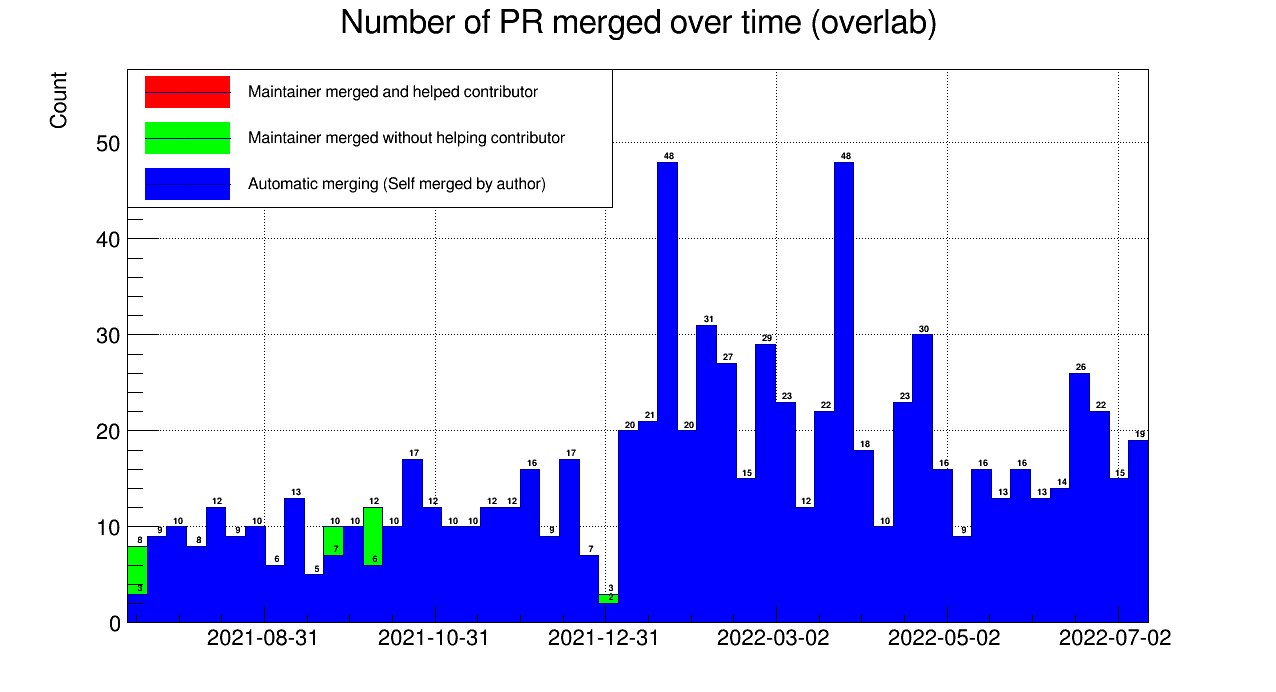 Number of PR merged over time (overlab)
Count
Maintainer merged and helped contributor
Maintainer merged without helping contributor
Automatic merging (Self merged by author)
50
40
30
20
10
0
8 3 9 10 8 12 9 10 6 13 5 10 7 10 12 6 10 17 12 10 10 12 12 16 9 17 7 3 2 20 21 48 20 31 27 15 29 23 12 22 48 18 10 23 30 16 9 16 13 16 13 14 26 22 15 19
2021-08-31 2021-10-31 2021-12-31 2022-03-02 2022-05-02 2022-07-02